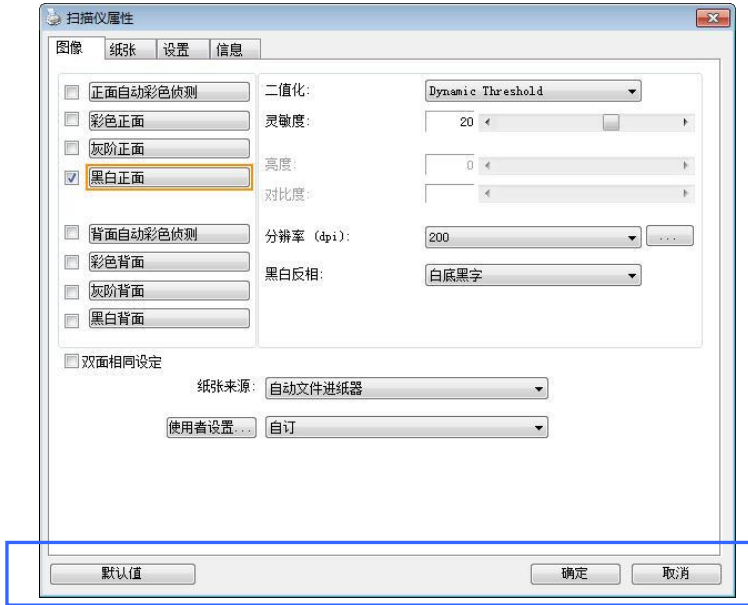 扫描仪属性
图像 纸张 设置 信息
正面自动彩色侦测 二值化: Dynamic Threshold
彩色正面 灵敏度: 20
灰阶正面
黑白正面 亮度: 0
对比度:
背面自动彩色侦测 分辨率 (dpi): 200 ...
彩色背面 黑白反相: 白底黑字
灰阶背面
黑白背面
双面相同设定
纸张来源: 自动文件进纸器
使用者设置... 自订
默认值 确定 取消